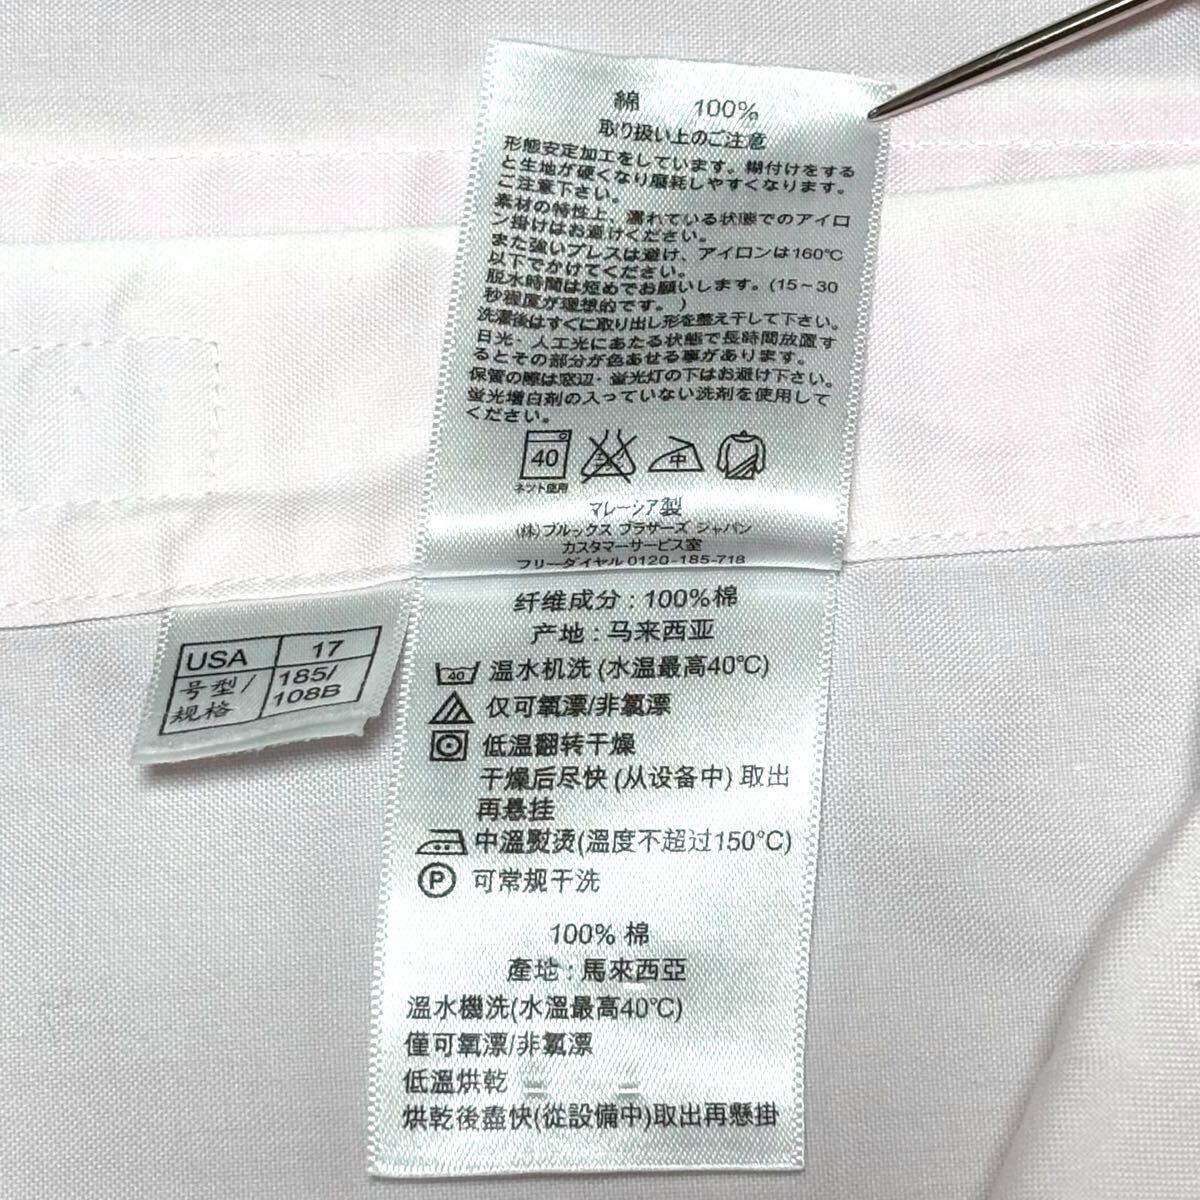 綿 100%
取り扱い上のご注意
形態安定加工をしています。糊付けをする
と生地が硬くなり磨耗しやすくなります。
ご注意下さい。
素材の特性上、濡れている状態でのアイロ
ン掛けはお避けください。
また強いプレスは避け、アイロンは160℃
以下でかけてください。
脱水時間は短めでお願いします。(15~30
秒程度が理想的です。)
洗濯後はすぐに取り出し形を整え干して下さい。
日光・人工光にあたる状態で長時間放置す
るとその部分が色あせる事があります。
保管の際は窓辺・蛍光灯の下はお避け下さい。
蛍光増白剤の入っていない洗剤を使用して
ください。
40 中
ネット使用
マレーシア製
(株)ブルックス ブラザーズ ジャパン
カスタマーサービス室
フリーダイヤル 0120-185-718
纤维成分 : 100%棉
产地 : 马来西亚
40 温水机洗 (水温最高40℃)
仅可氧漂/非氯漂
低温翻转干燥
干燥后尽快 (从设备中) 取出
再悬挂
中溫熨烫(溫度不超过150°C)
P 可常规干洗
100% 棉
產地 : 馬來西亞
溫水機洗(水溫最高40℃)
僅可氧漂/非氯漂
低溫烘乾
烘乾後盡快(從設備中)取出再懸掛
USA 17
号型/ 185/
规格 108B